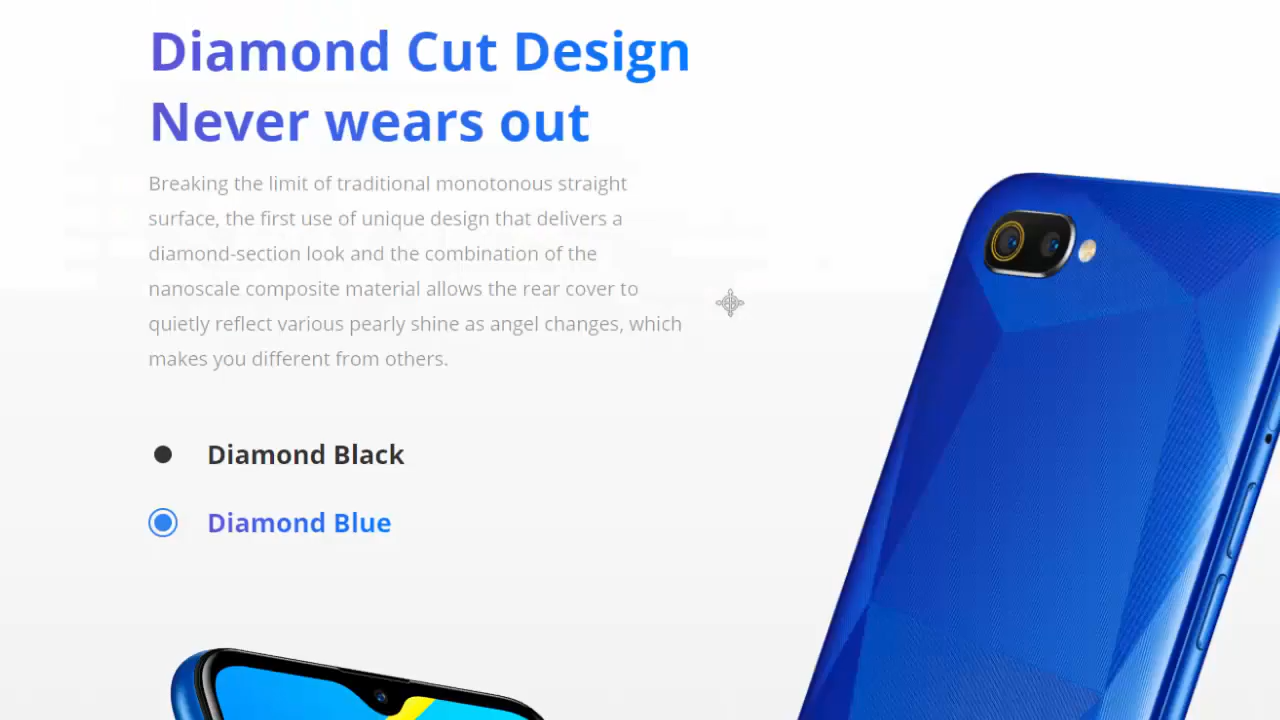 Diamond Cut Design
Never wears out
Breaking the limit of traditional monotonous straight
surface, the first use of unique design that delivers a
diamond-section look and the combination of the
nanoscale composite material allows the rear cover to
quietly reflect various pearly shine as angel changes, which
makes you different from others.
Diamond Black
Diamond Blue